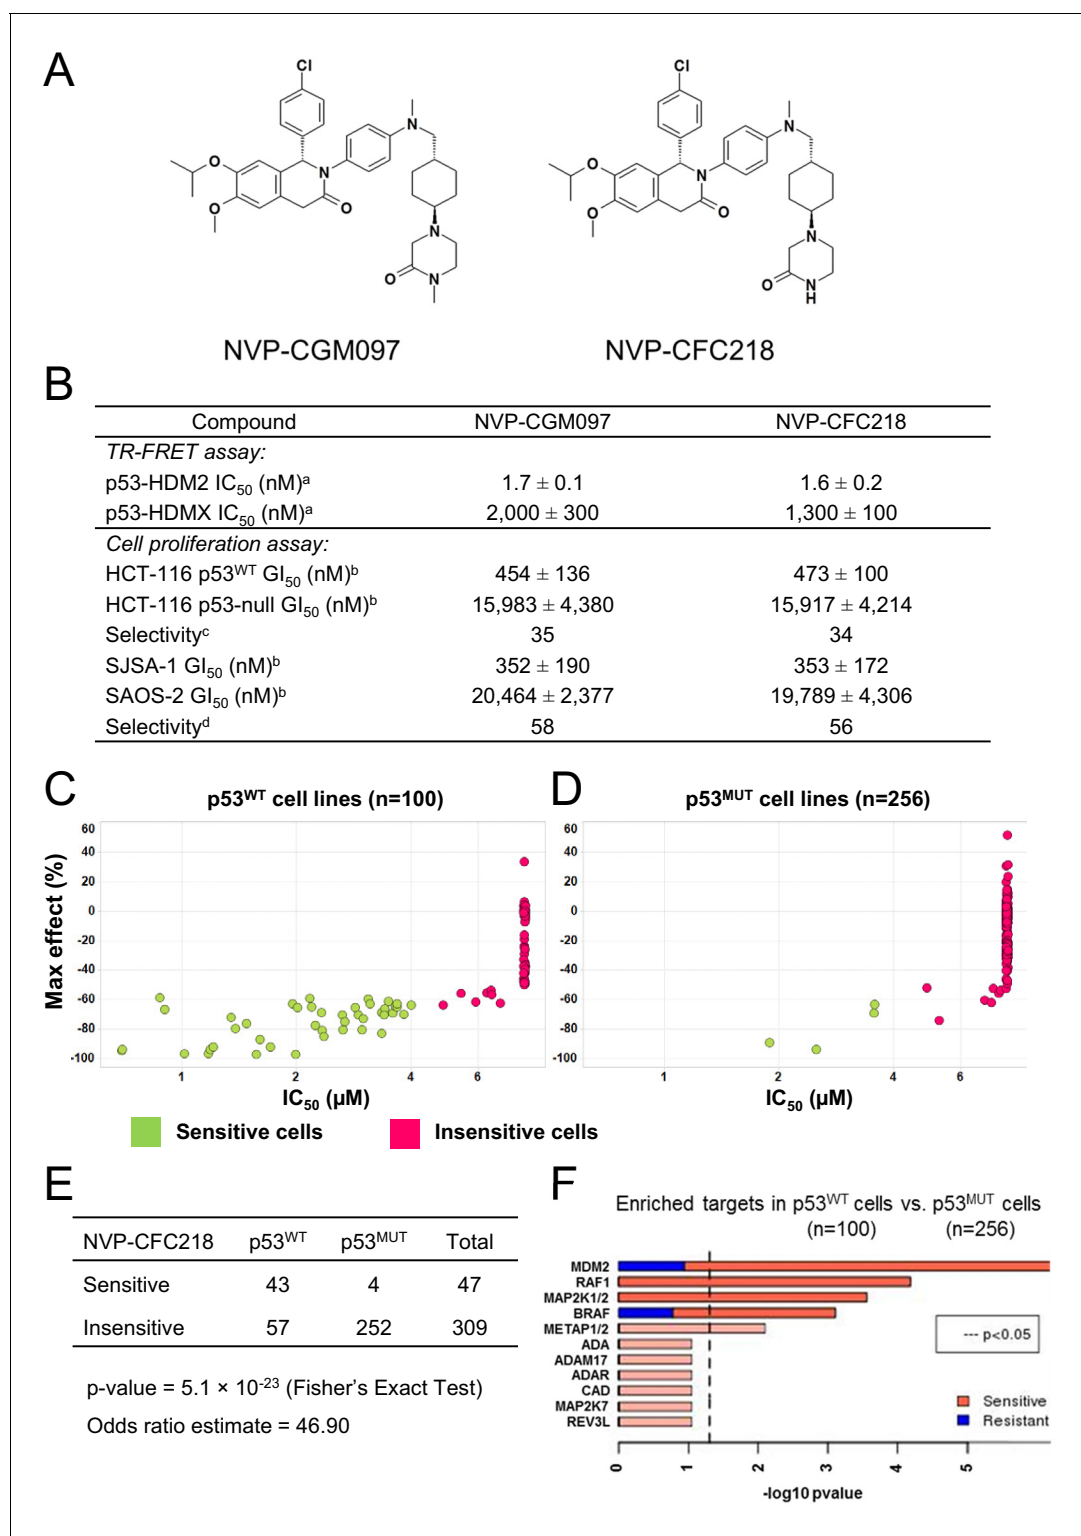 A
Cl
Cl
N
N
O
N
O
N
O
O
O
O
N
N
O
N
O
N
H
NVP-CGM097
NVP-CFC218
B
Compound NVP-CGM097 NVP-CFC218
TR-FRET assay:
p53-HDM2 IC50 (nM)a 1.7 ± 0.1 1.6 ± 0.2
p53-HDMX IC50 (nM)a 2,000 ± 300 1,300 ± 100
Cell proliferation assay:
HCT-116 p53WT GI50 (nM)b 454 ± 136 473 ± 100
HCT-116 p53-null GI50 (nM)b 15,983 ± 4,380 15,917 ± 4,214
Selectivityc 35 34
SJSA-1 GI50 (nM)b 352 ± 190 353 ± 172
SAOS-2 GI50 (nM)b 20,464 ± 2,377 19,789 ± 4,306
Selectivityd 58 56
C
p53WT cell lines (n=100)
Max effect (%)
60
40
20
0
-20
-40
-60
-80
-100
1 2 4 6
IC50 (µM)
D
p53MUT cell lines (n=256)
60
40
20
0
-20
-40
-60
-80
-100
1 2 4 6
IC50 (µM)
Sensitive cells Insensitive cells
E
NVP-CFC218 p53WT p53MUT Total
Sensitive 43 4 47
Insensitive 57 252 309
p-value = 5.1 × 10-23 (Fisher's Exact Test)
Odds ratio estimate = 46.90
F
Enriched targets in p53WT cells vs. p53MUT cells
(n=100) (n=256)
MDM2
RAF1
MAP2K1/2
BRAF
METAP1/2
ADA
ADAM17
ADAR
CAD
MAP2K7
REV3L
--- p<0.05
Sensitive
Resistant
0 1 2 3 4 5
-log10 pvalue